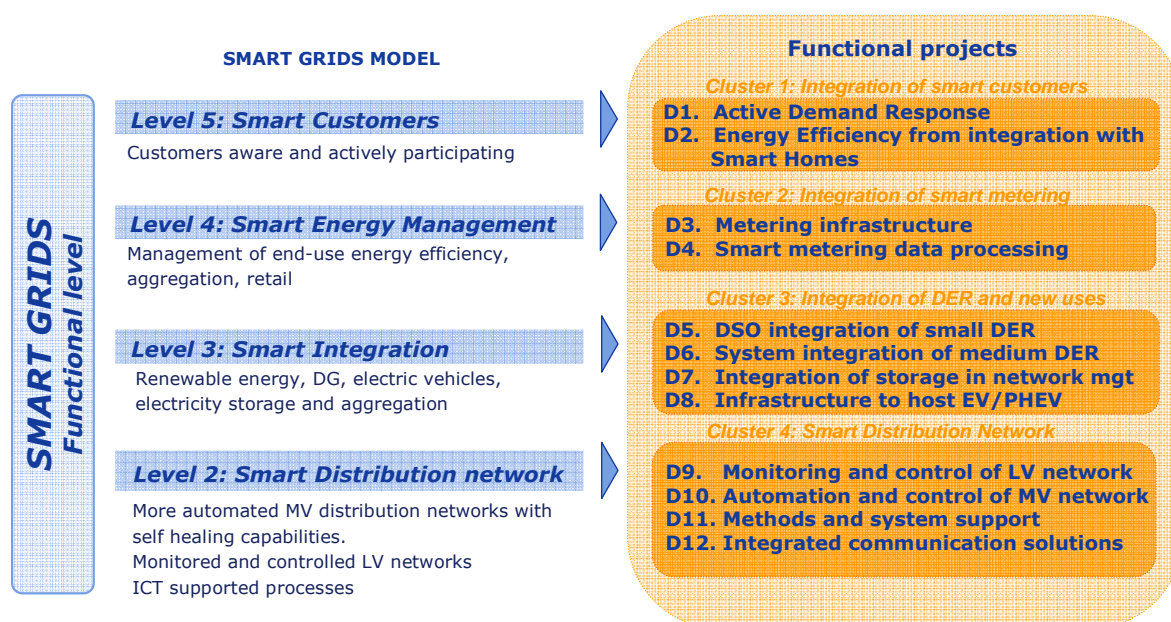 SMART GRIDS
Functional level
SMART GRIDS MODEL
Level 5: Smart Customers
Customers aware and actively participating
Level 4: Smart Energy Management
Management of end-use energy efficiency,
aggregation, retail
Level 3: Smart Integration
Renewable energy, DG, electric vehicles,
electricity storage and aggregation
Level 2: Smart Distribution network
More automated MV distribution networks with
self healing capabilities.
Monitored and controlled LV networks
ICT supported processes
Functional projects
Cluster 1: Integration of smart customers
D1. Active Demand Response
D2. Energy Efficiency from integration with
Smart Homes
Cluster 2: Integration of smart metering
D3. Metering infrastructure
D4. Smart metering data processing
Cluster 3: Integration of DER and new uses
D5. DSO integration of small DER
D6. System integration of medium DER
D7. Integration of storage in network mgt
D8. Infrastructure to host EV/PHEV
Cluster 4: Smart Distribution Network
D9. Monitoring and control of LV network
D10. Automation and control of MV network
D11. Methods and system support
D12. Integrated communication solutions